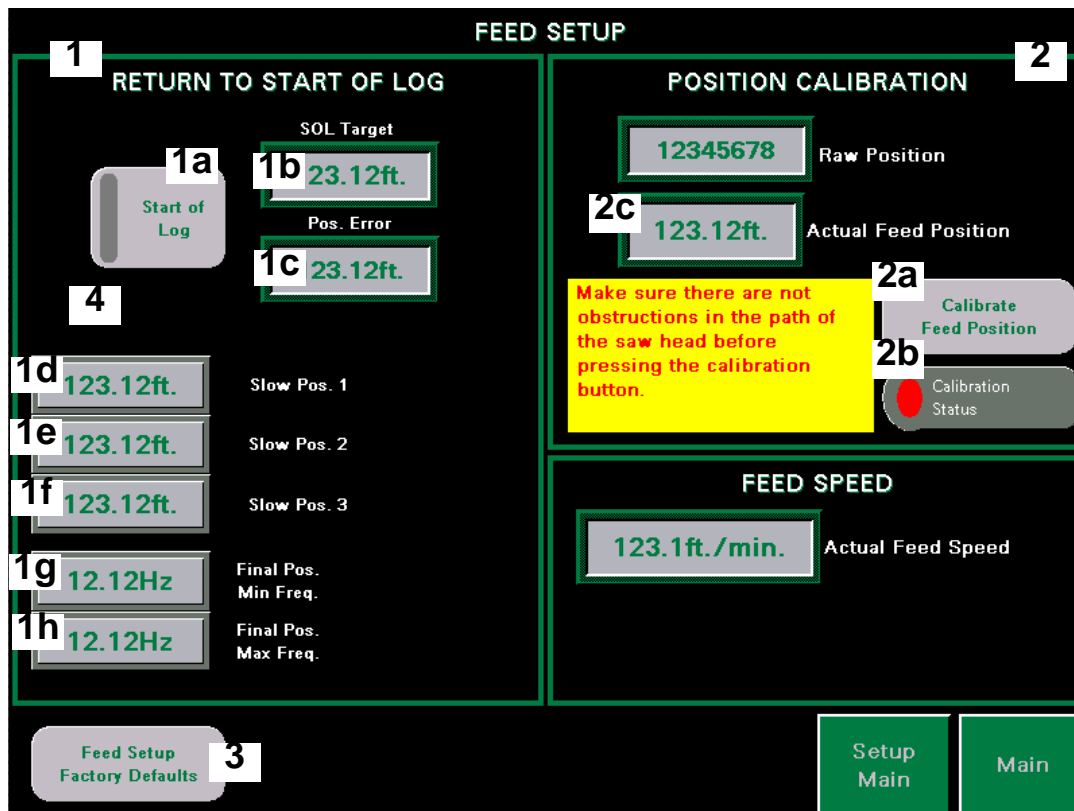 FEED SETUP
1
RETURN TO START OF LOG
1a
Start of
Log
SOL Target
1b
23.12ft.
Pos. Error
1c
23.12ft.
4
1d
123.12ft.
Slow Pos. 1
1e
123.12ft.
Slow Pos. 2
1f
123.12ft.
Slow Pos. 3
1g
12.12Hz
Final Pos.
Min Freq.
1h
12.12Hz
Final Pos.
Max Freq.
2
POSITION CALIBRATION
12345678
Raw Position
2c
123.12ft.
Actual Feed Position
Make sure there are not
obstructions in the path of
the saw head before
pressing the calibration
button.
2a
Calibrate
Feed Position
2b
Calibration
Status
FEED SPEED
123.1ft./min.
Actual Feed Speed
Feed Setup
Factory Defaults
3
Setup
Main
Main